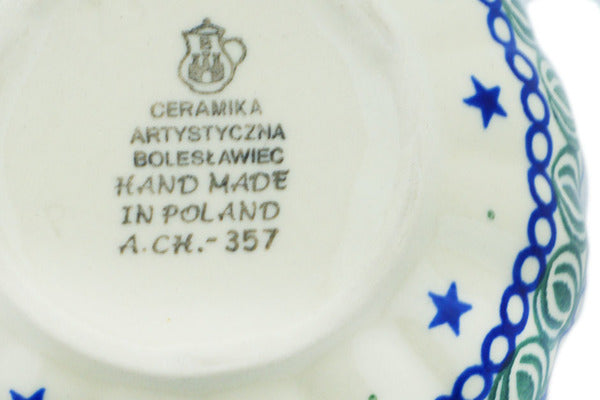 CERAMIKA
ARTYSTYCZNA
BOLESŁAWIEC
HAND MADE
IN POLAND
A.CH.-357